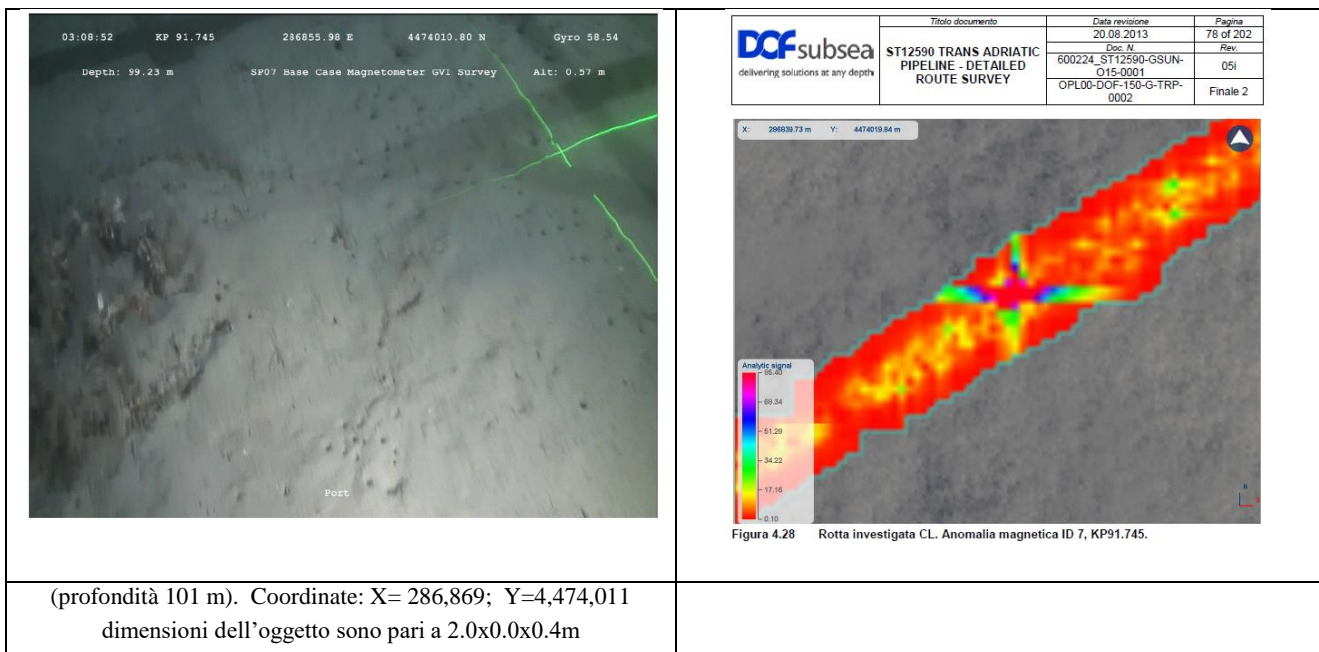 03:08:52 KP 91.745 286855.98 E 4474010.80 N Gyro 58.54
Depth: 99.23 m SP07 Base Case Magnetometer GVI Survey Alt: 0.57 m
Port
DOF subsea
delivering solutions at any depth
Titolo documento
ST12590 TRANS ADRIATIC
PIPELINE - DETAILED
ROUTE SURVEY
Data revisione
20.08.2013
Doc. N.
600224_ST12590-GSUN-
O15-0001
OPL00-DOF-150-G-TRP-
0002
Pagina
78 of 202
Rev.
05i
Finale 2
X: 286839.73 m Y: 4474019.84 m
Analytic signal
85.40
68.34
51.28
34.22
17.16
0.10
Figura 4.28 Rotta investigata CL. Anomalia magnetica ID 7, KP91.745.
(profondità 101 m). Coordinate: X= 286,869; Y=4,474,011
dimensioni dell'oggetto sono pari a 2.0x0.0x0.4m